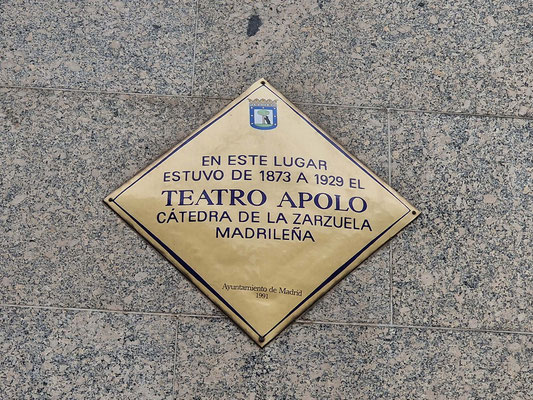 EN ESTE LUGAR
ESTUVO DE 1873 A 1929 EL
TEATRO APOLO
CÁTEDRA DE LA ZARZUELA
MADRILEÑA
Ayuntamiento de Madrid
1991